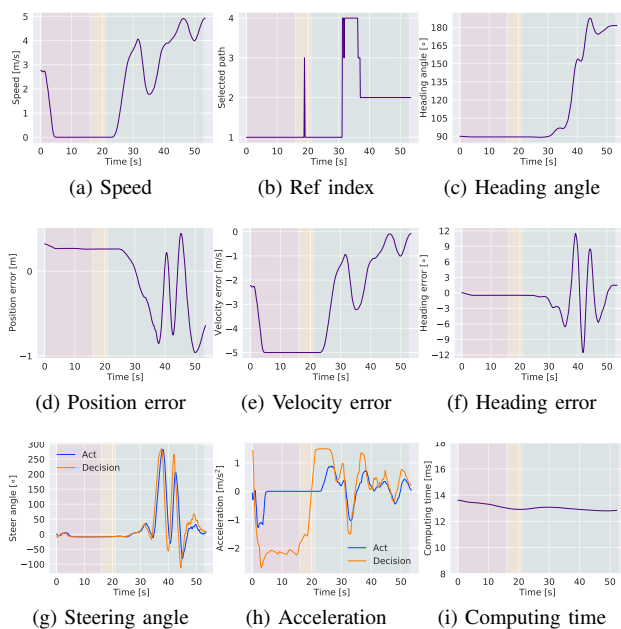 5
4
3
2
1
0
Speed [m/s]
0 10 20 30 40 50
Time [s]
(a) Speed
4
3
2
1
Selected path
0 10 20 30 40 50
Time [s]
(b) Ref index
180
165
150
135
120
105
90
Heading angle [∘]
0 10 20 30 40 50
Time [s]
(c) Heading angle
0
−1
Position error [m]
0 10 20 30 40 50
Time [s]
(d) Position error
0
−1
−2
−3
−4
−5
Velocity error [m/s]
0 10 20 30 40 50
Time [s]
(e) Velocity error
12
9
6
3
0
−3
−6
−9
−12
Heading error [∘]
0 10 20 30 40 50
Time [s]
(f) Heading error
300
250
200
150
100
50
0
−50
−100
Steer angle [∘]
Act
Decision
0 10 20 30 40 50
Time [s]
(g) Steering angle
1
0
−1
−2
Acceleration [m/s²]
Act
Decision
0 10 20 30 40 50
Time [s]
(h) Acceleration
18
16
14
12
10
8
Computing time [ms]
0 10 20 30 40 50
Time [s]
(i) Computing time